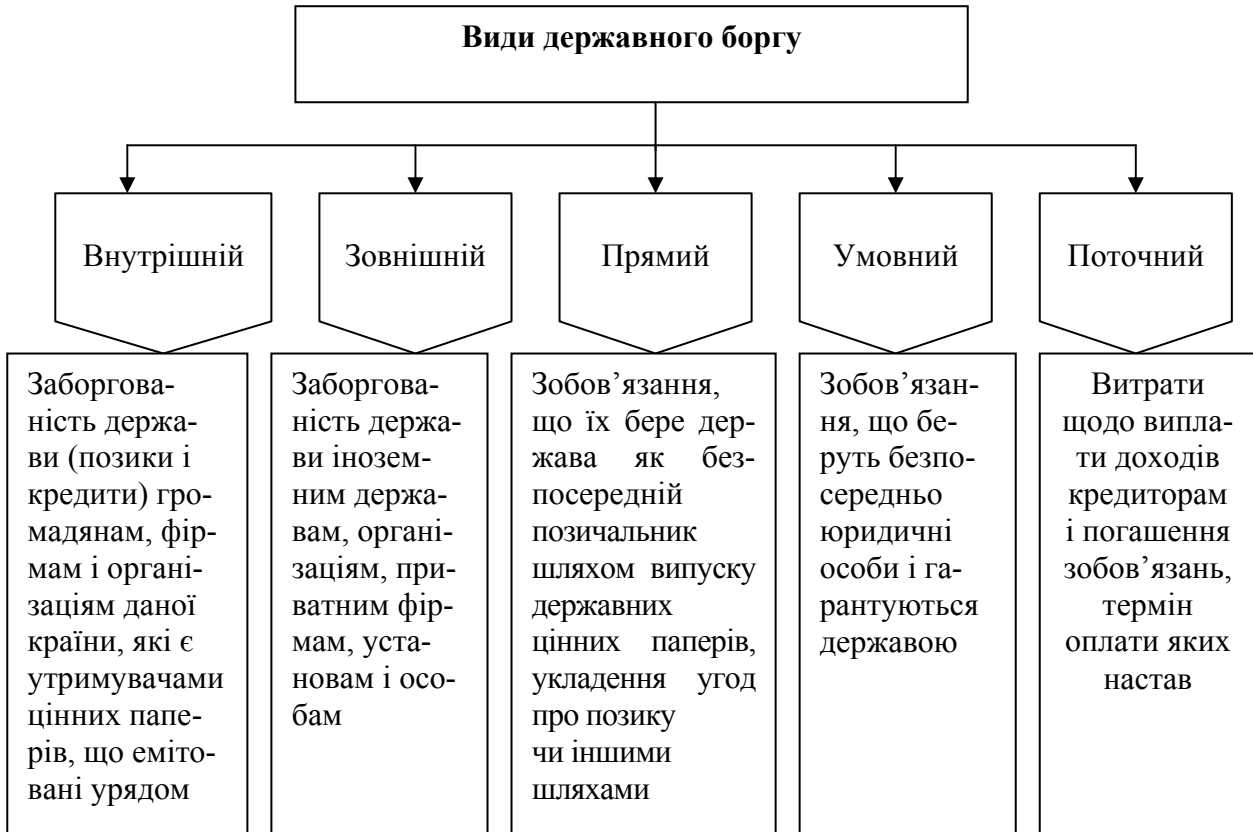 Види державного боргу
Внутрішній
Зовнішній
Прямий
Умовний
Поточний
Заборгова-
ність держа-
ви (позики і
кредити) гро-
мадянам, фір-
мам і органі-
заціям даної
країни, які є
утримувачами
цінних папе-
рів, що еміто-
вані урядом
Заборгова-
ність держа-
ви інозем-
ним держа-
вам, органі-
заціям, при-
ватним фір-
мам, уста-
новам і осо-
бам
Зобов’язання,
що їх бере дер-
жава як без-
посередній
позичальник
шляхом випуску
державних
цінних паперів,
укладення угод
про позику
чи іншими
шляхами
Зобов’язан-
ня, що бе-
руть безпо-
середньо
юридичні
особи і га-
рантуються
державою
Витрати
щодо випла-
ти доходів
кредиторам
і погашення
зобов’язань,
термін
оплати яких
настав